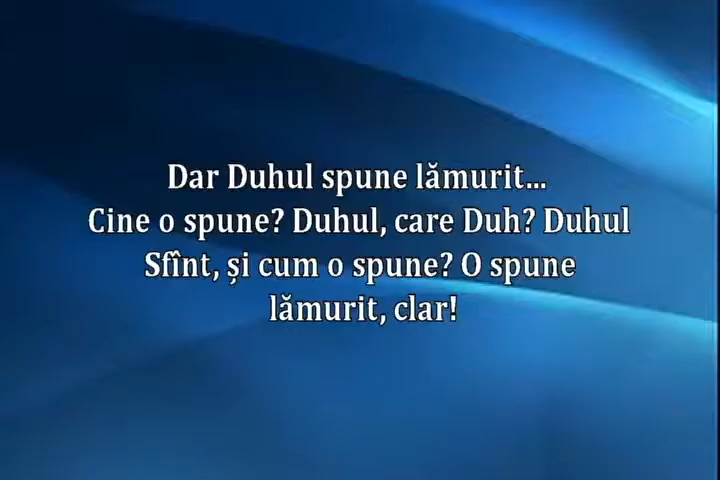 Dar Duhul spune lămurit...
Cine o spune? Duhul, care Duh? Duhul
Sfînt, și cum o spune? O spune
lămurit, clar!